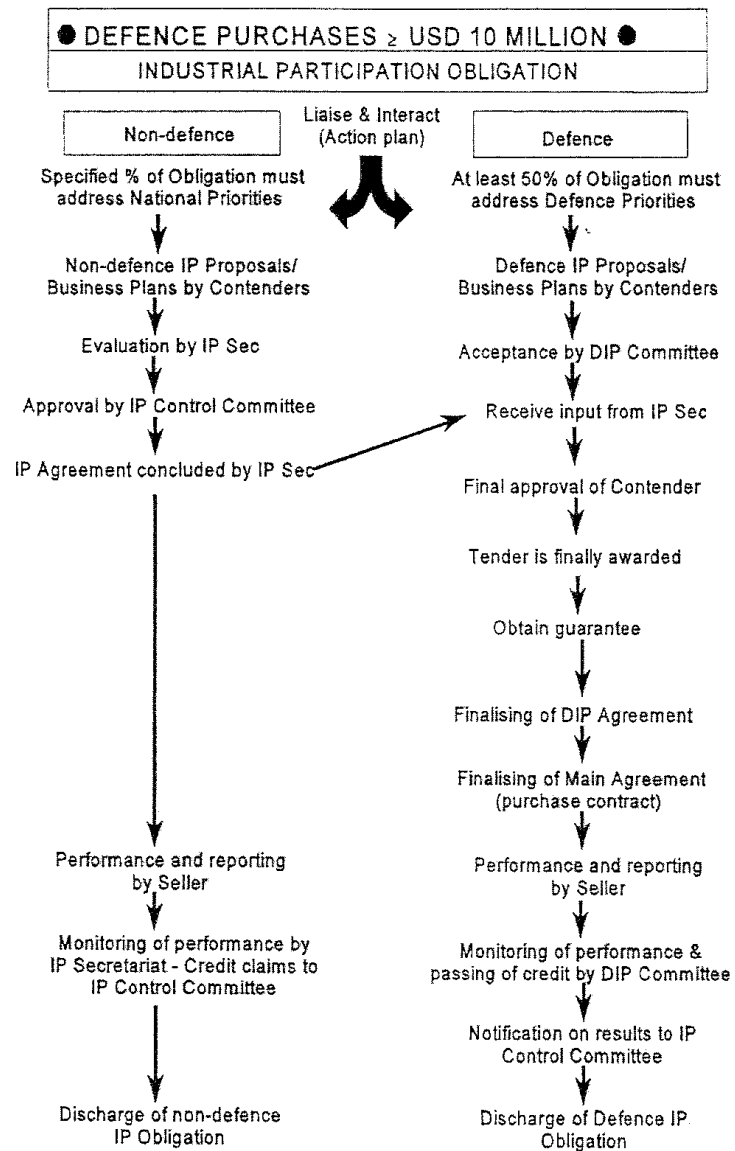 ● DEFENCE PURCHASES ≥ USD 10 MILLION ●
INDUSTRIAL PARTICIPATION OBLIGATION
Liaise & Interact
(Action plan)
Non-defence
Specified % of Obligation must
address National Priorities
Non-defence IP Proposals/
Business Plans by Contenders
Evaluation by IP Sec
Approval by IP Control Committee
IP Agreement concluded by IP Sec
Performance and reporting
by Seller
Monitoring of performance by
IP Secretariat - Credit claims to
IP Control Committee
Discharge of non-defence
IP Obligation
Defence
At least 50% of Obligation must
address Defence Priorities
Defence IP Proposals/
Business Plans by Contenders
Acceptance by DIP Committee
Receive input from IP Sec
Final approval of Contender
Tender is finally awarded
Obtain guarantee
Finalising of DIP Agreement
Finalising of Main Agreement
(purchase contract)
Performance and reporting
by Seller
Monitoring of performance &
passing of credit by DIP Committee
Notification on results to IP
Control Committee
Discharge of Defence IP
Obligation